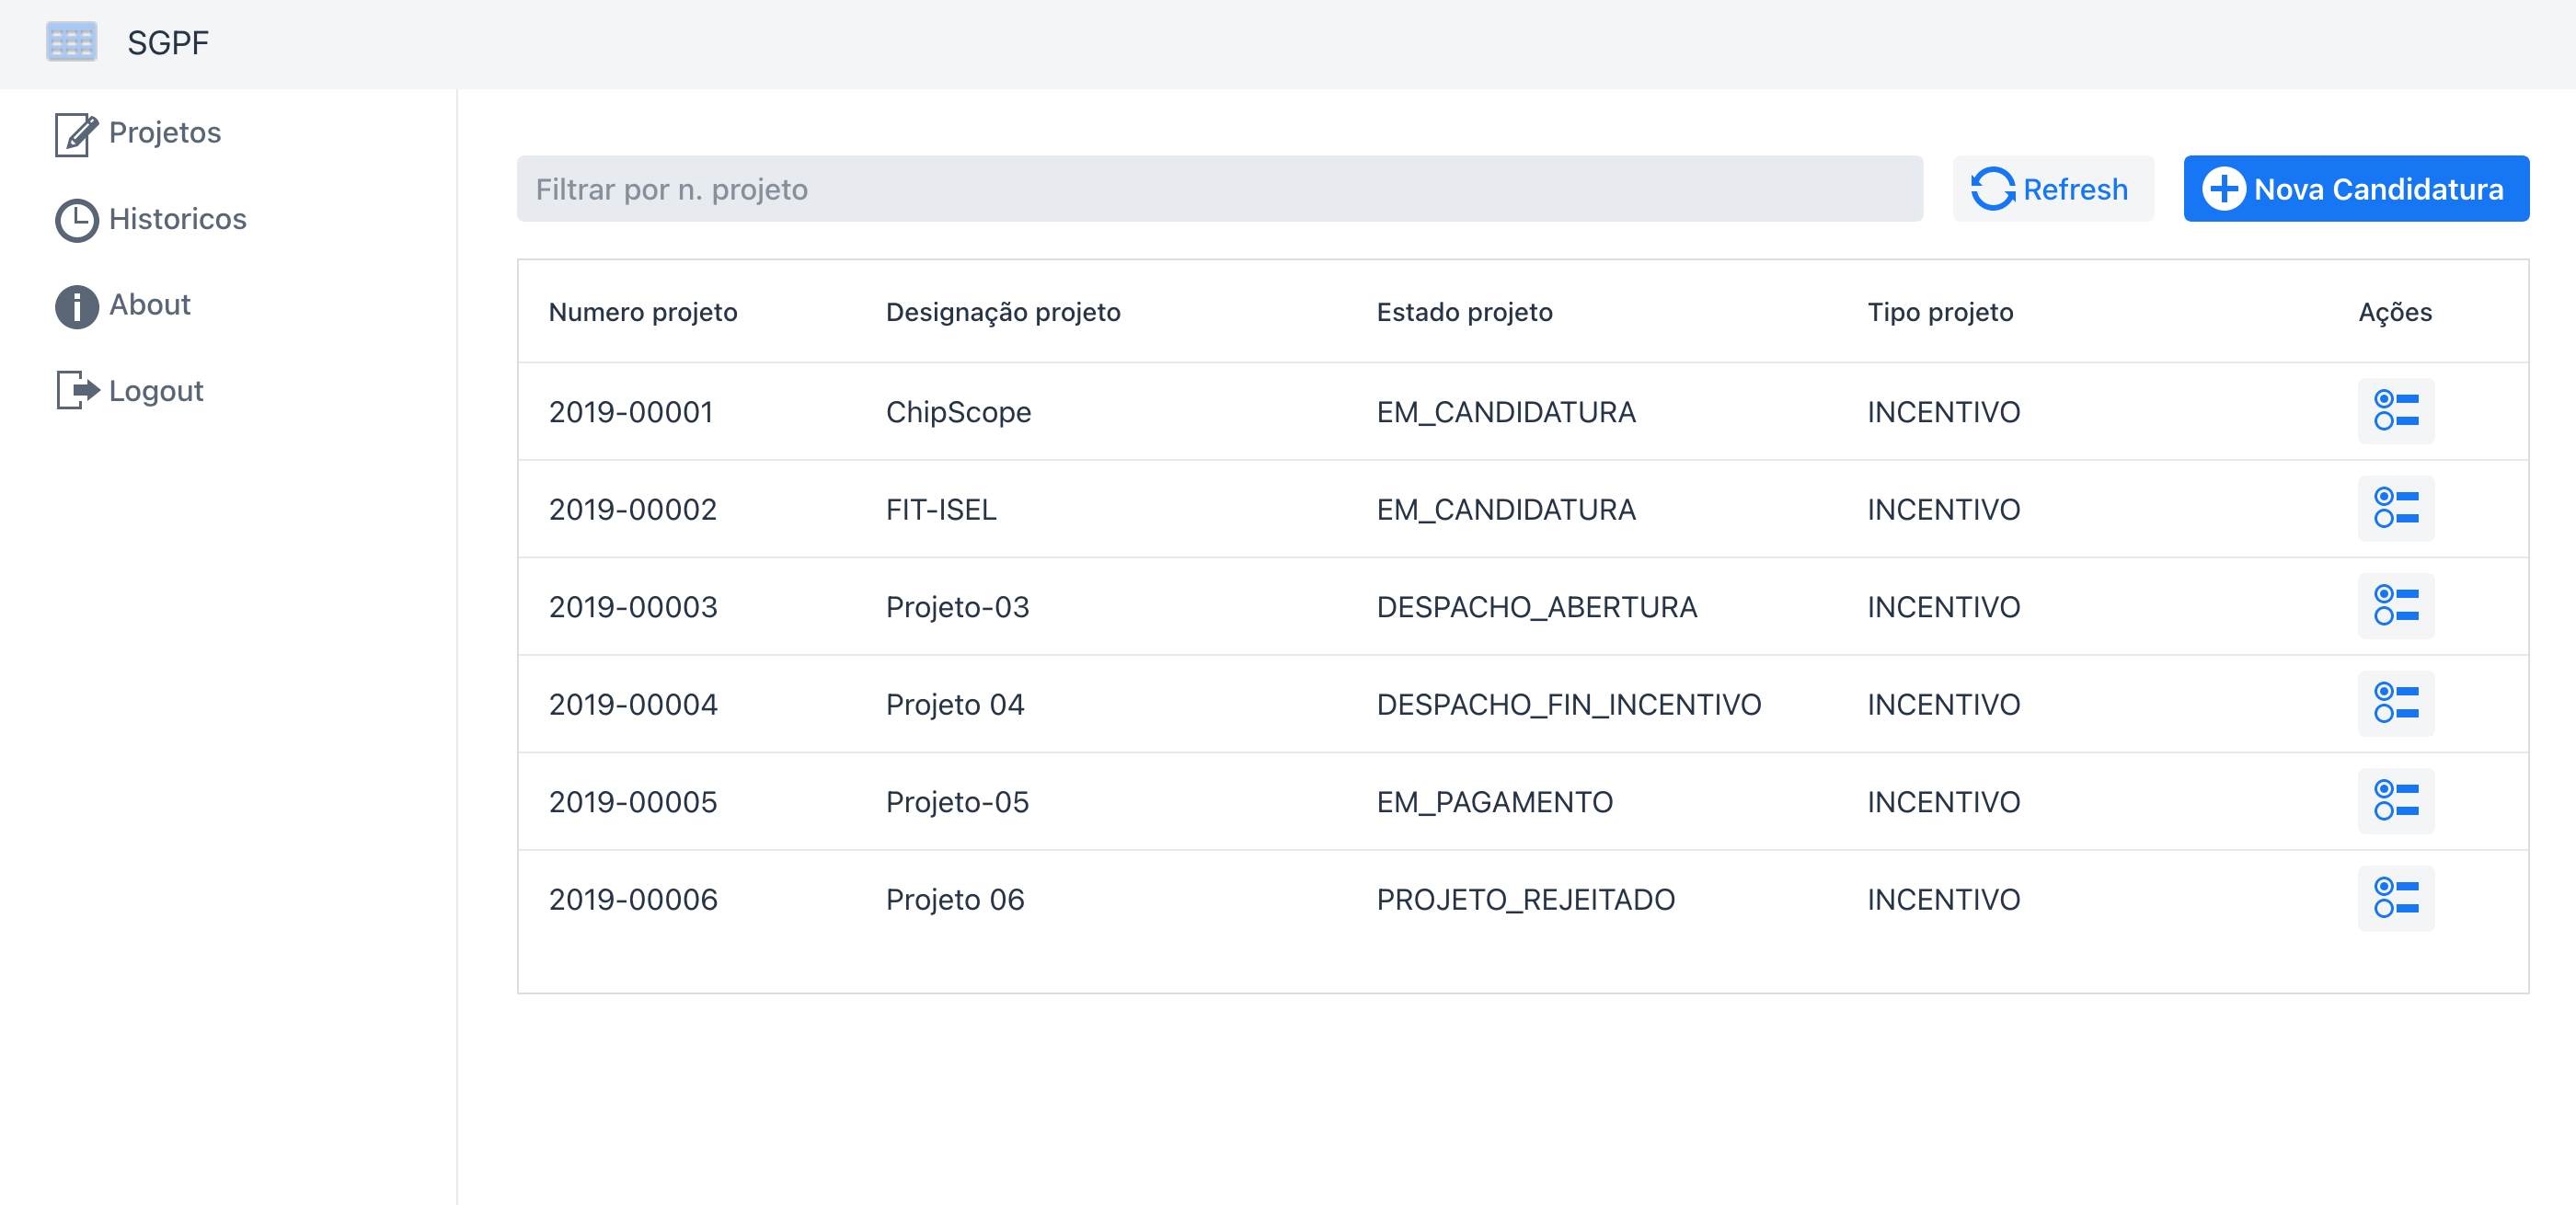 SGPF
Projetos
Historicos
About
Logout
Filtrar por n. projeto
Refresh
Nova Candidatura
Numero projeto Designação projeto Estado projeto Tipo projeto Ações
2019-00001 ChipScope EM_CANDIDATURA INCENTIVO
2019-00002 FIT-ISEL EM_CANDIDATURA INCENTIVO
2019-00003 Projeto-03 DESPACHO_ABERTURA INCENTIVO
2019-00004 Projeto 04 DESPACHO_FIN_INCENTIVO INCENTIVO
2019-00005 Projeto-05 EM_PAGAMENTO INCENTIVO
2019-00006 Projeto 06 PROJETO_REJEITADO INCENTIVO